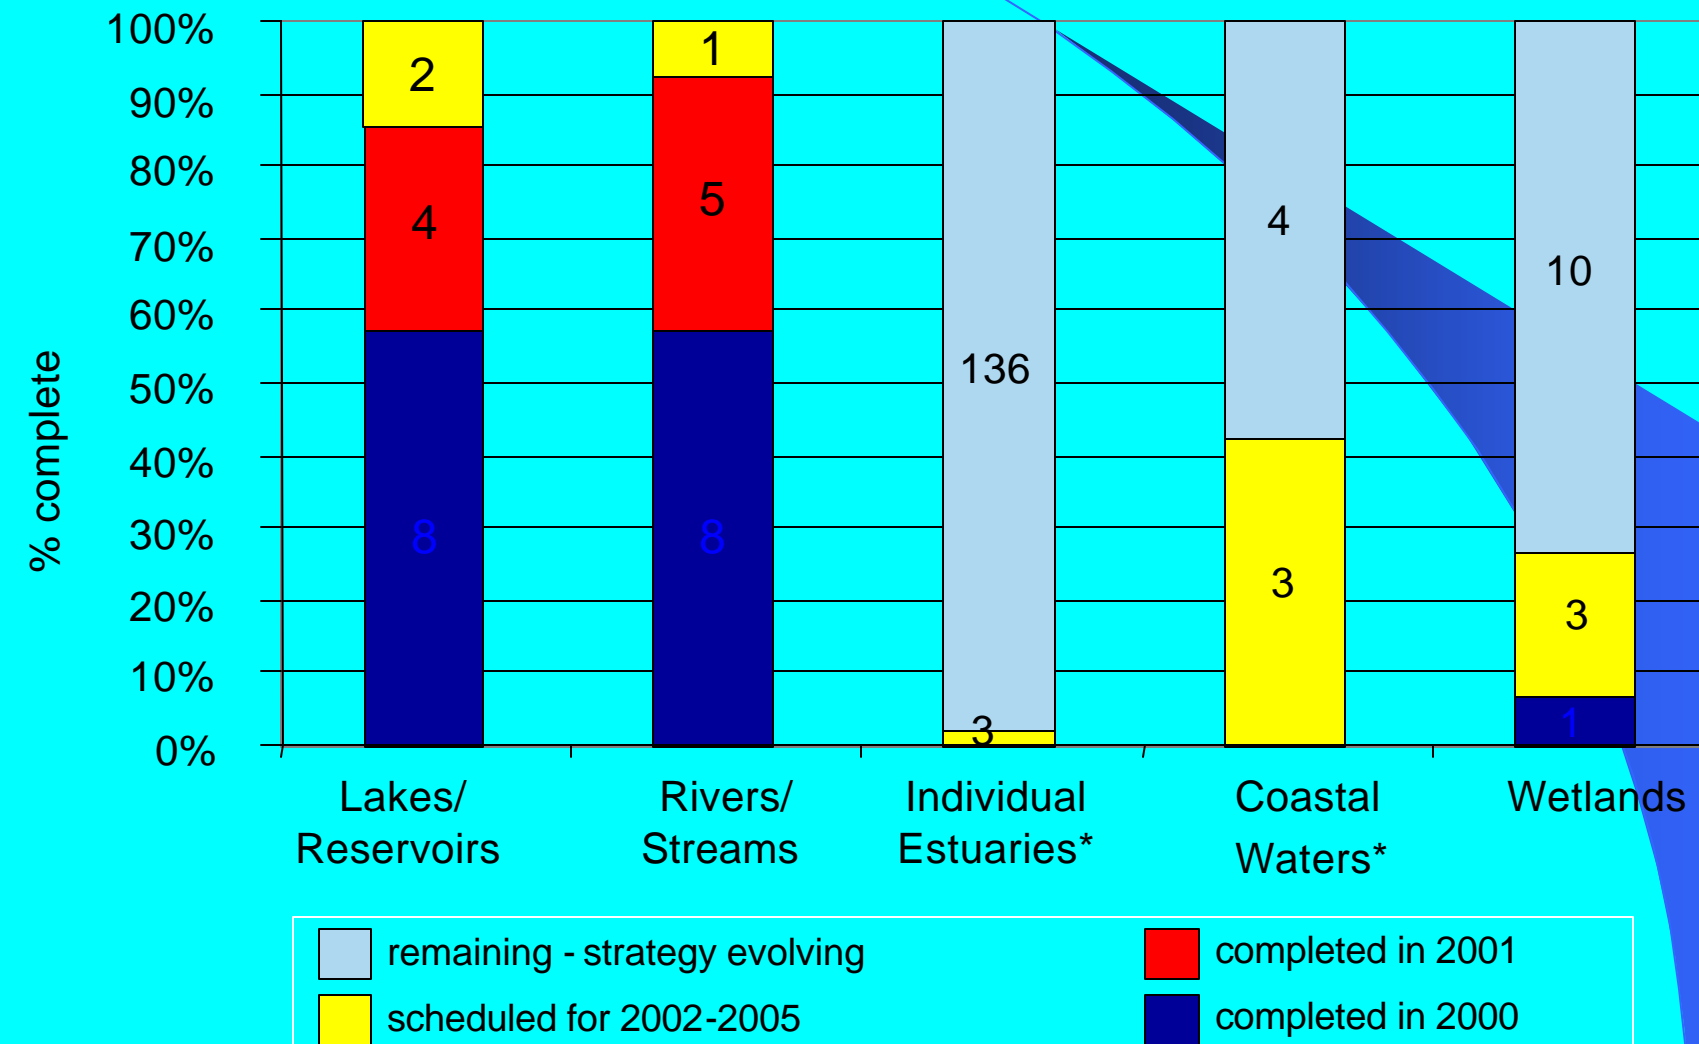 100%
90%
80%
70%
60%
50%
40%
30%
20%
10%
0%
% complete
2
4
8
1
5
8
136
3
4
3
10
3
1
Lakes/
Reservoirs
Rivers/
Streams
Individual
Estuaries*
Coastal
Waters*
Wetlands
remaining - strategy evolving
completed in 2001
scheduled for 2002-2005
completed in 2000